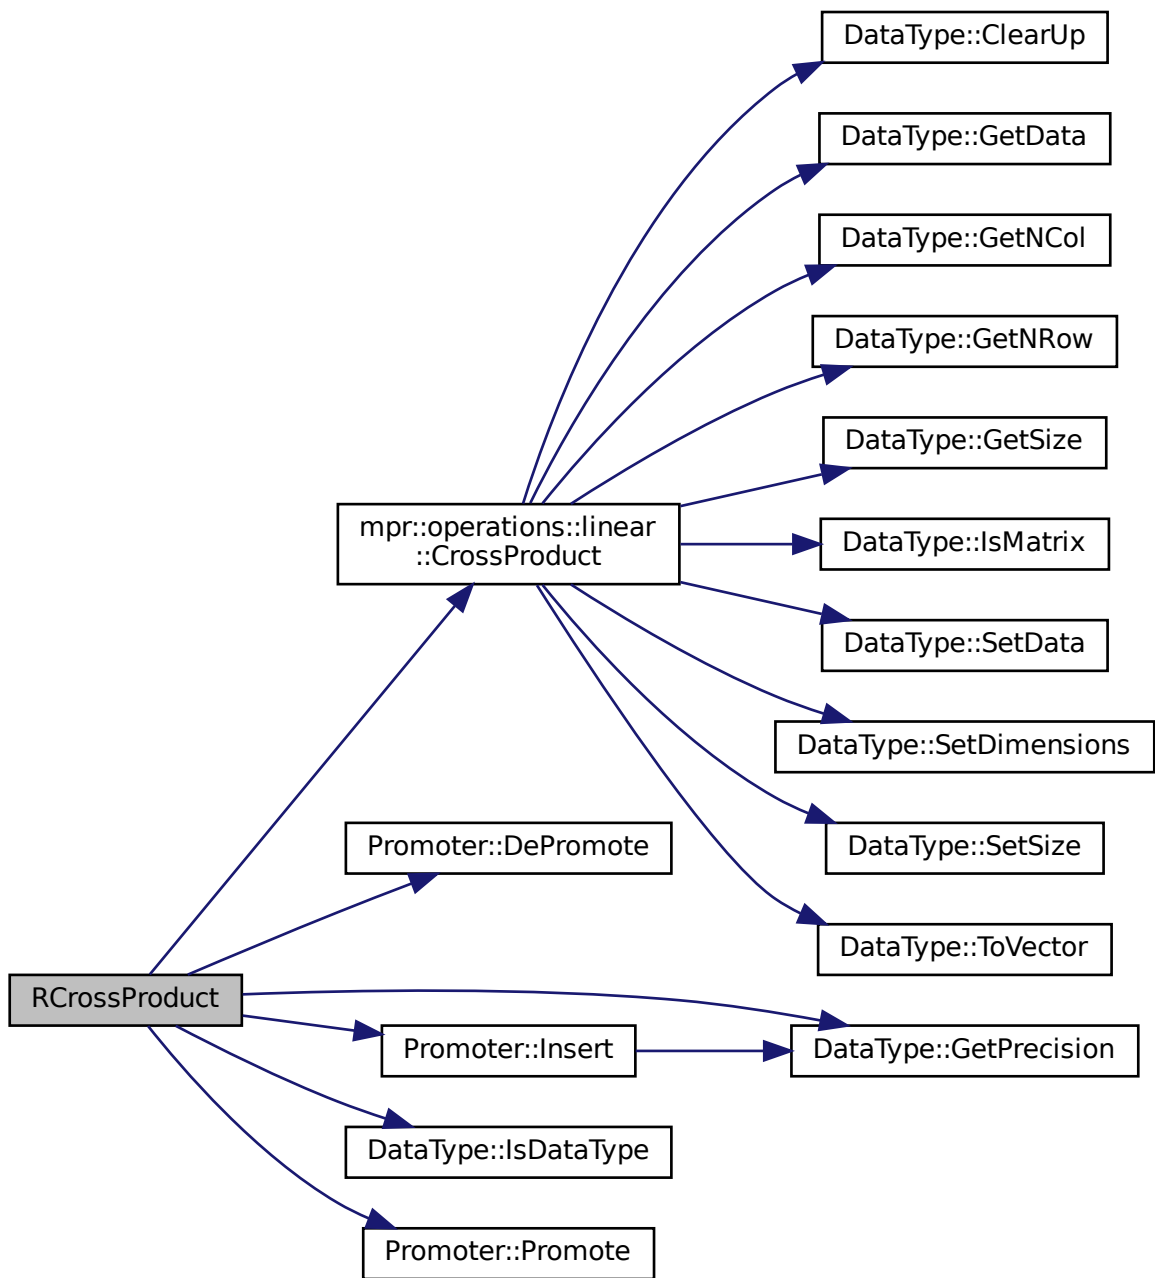 DataType::ClearUp
DataType::GetData
DataType::GetNCol
DataType::GetNRow
DataType::GetSize
mpr::operations::linear
::CrossProduct
DataType::IsMatrix
DataType::SetData
DataType::SetDimensions
Promoter::DePromote
DataType::SetSize
DataType::ToVector
RCrossProduct
Promoter::Insert
DataType::GetPrecision
DataType::IsDataType
Promoter::Promote